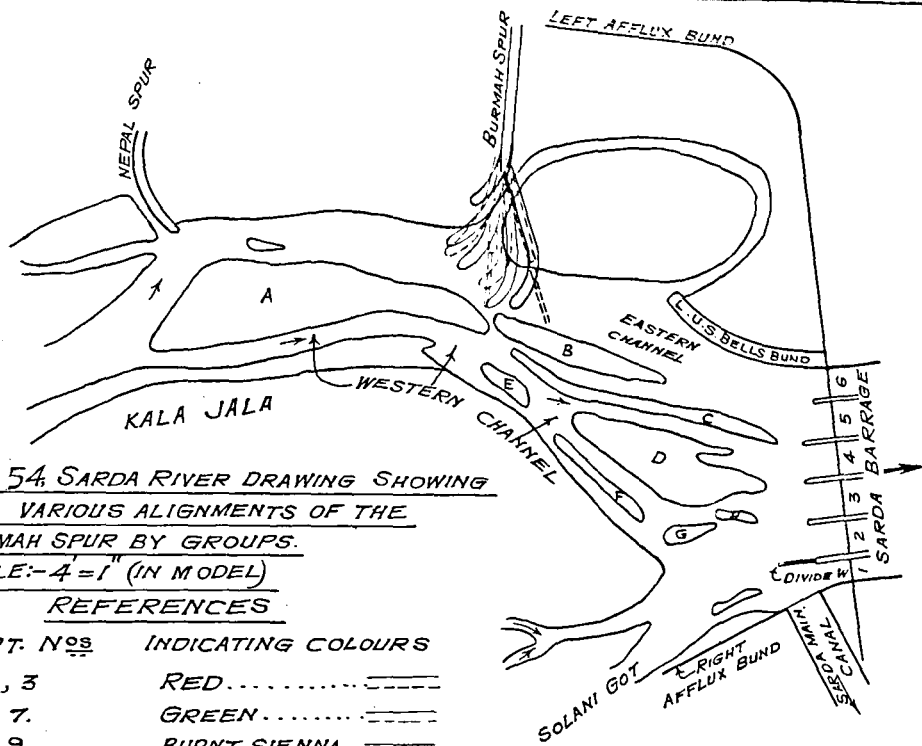 LEFT AFFLUX BUND
NEPAL SPUR
BURMAH SPUR
A
B
EASTERN
CHANNEL
L.U.S. BELLS BUND
WESTERN CHANNEL
E
C
D
F
G
KALA JALA
6
5
4
3
2
1
SARDA BARRAGE
DIVIDE W
RIGHT
AFFLUX BUND
SARDA MAIN.
CANAL
SOLANI GOT
54, SARDA RIVER DRAWING SHOWING
VARIOUS ALIGNMENTS OF THE
MAH SPUR BY GROUPS.
LE:-4'=1" (IN MODEL)
REFERENCES
PT. NOS INDICATING COLOURS
, 3 RED..........
7. GREEN.......
9 BURNT SIENNA